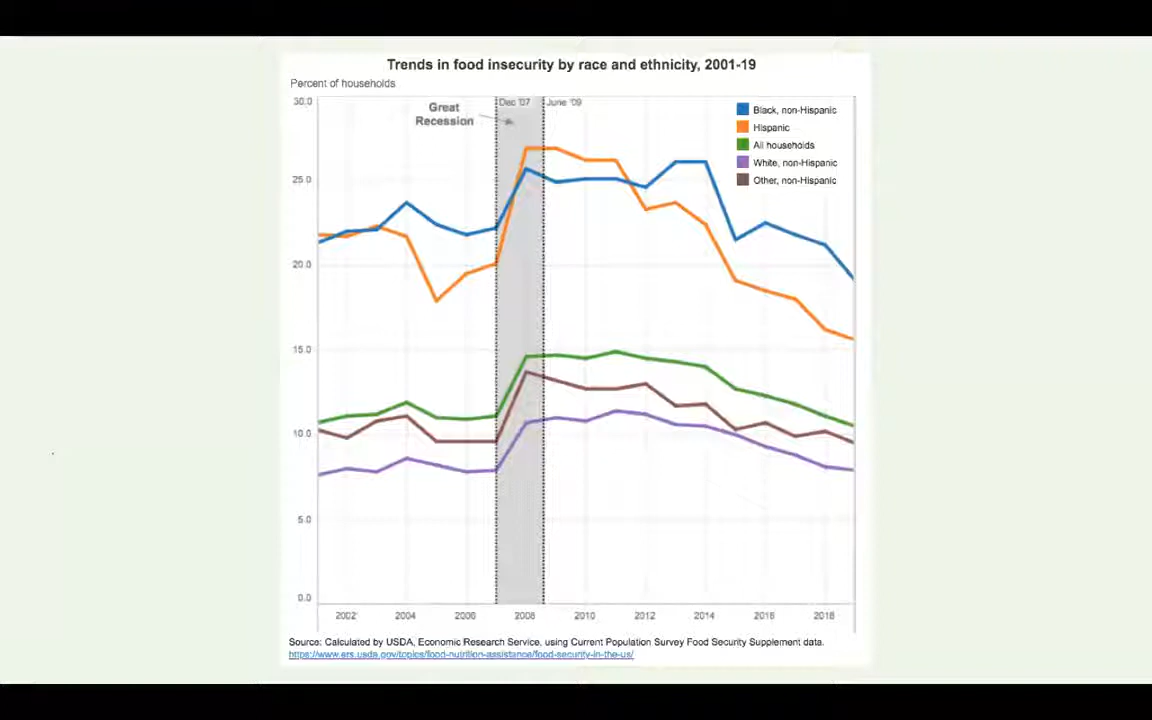 Trends in food insecurity by race and ethnicity, 2001-19
Percent of households
30.0
Dec '07
June '09
Great
Recession
Black, non-Hispanic
Hispanic
All households
White, non-Hispanic
Other, non-Hispanic
25.0
20.0
15.0
10.0
5.0
0.0
2002 2004 2006 2008 2010 2012 2014 2016 2018
Source: Calculated by USDA, Economic Research Service, using Current Population Survey Food Security Supplement data.
https://www.ers.usda.gov/topics/food-nutrition-assistance/food-security-in-the-us/